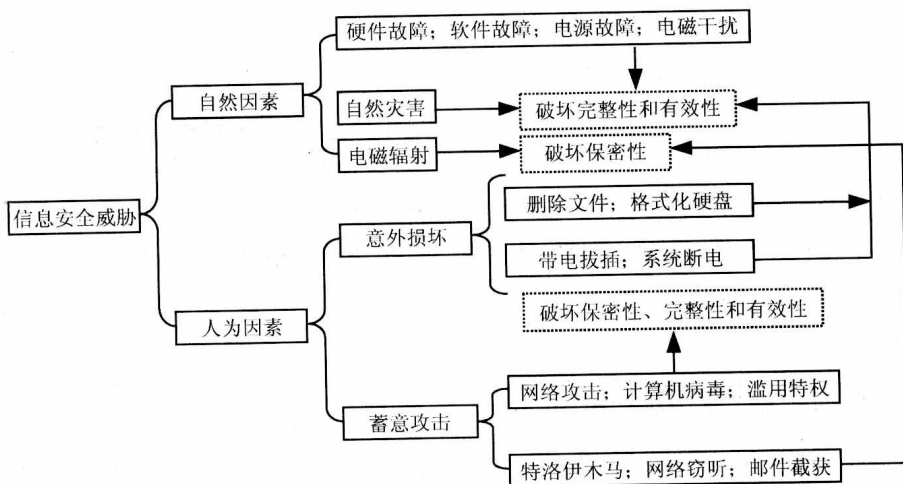 硬件故障；软件故障；电源故障；电磁干扰
自然因素
自然灾害
破坏完整性和有效性
电磁辐射
破坏保密性
信息安全威胁
删除文件；格式化硬盘
意外损坏
带电拔插；系统断电
破坏保密性、完整性和有效性
人为因素
网络攻击；计算机病毒；滥用特权
蓄意攻击
特洛伊木马；网络窃听；邮件截获